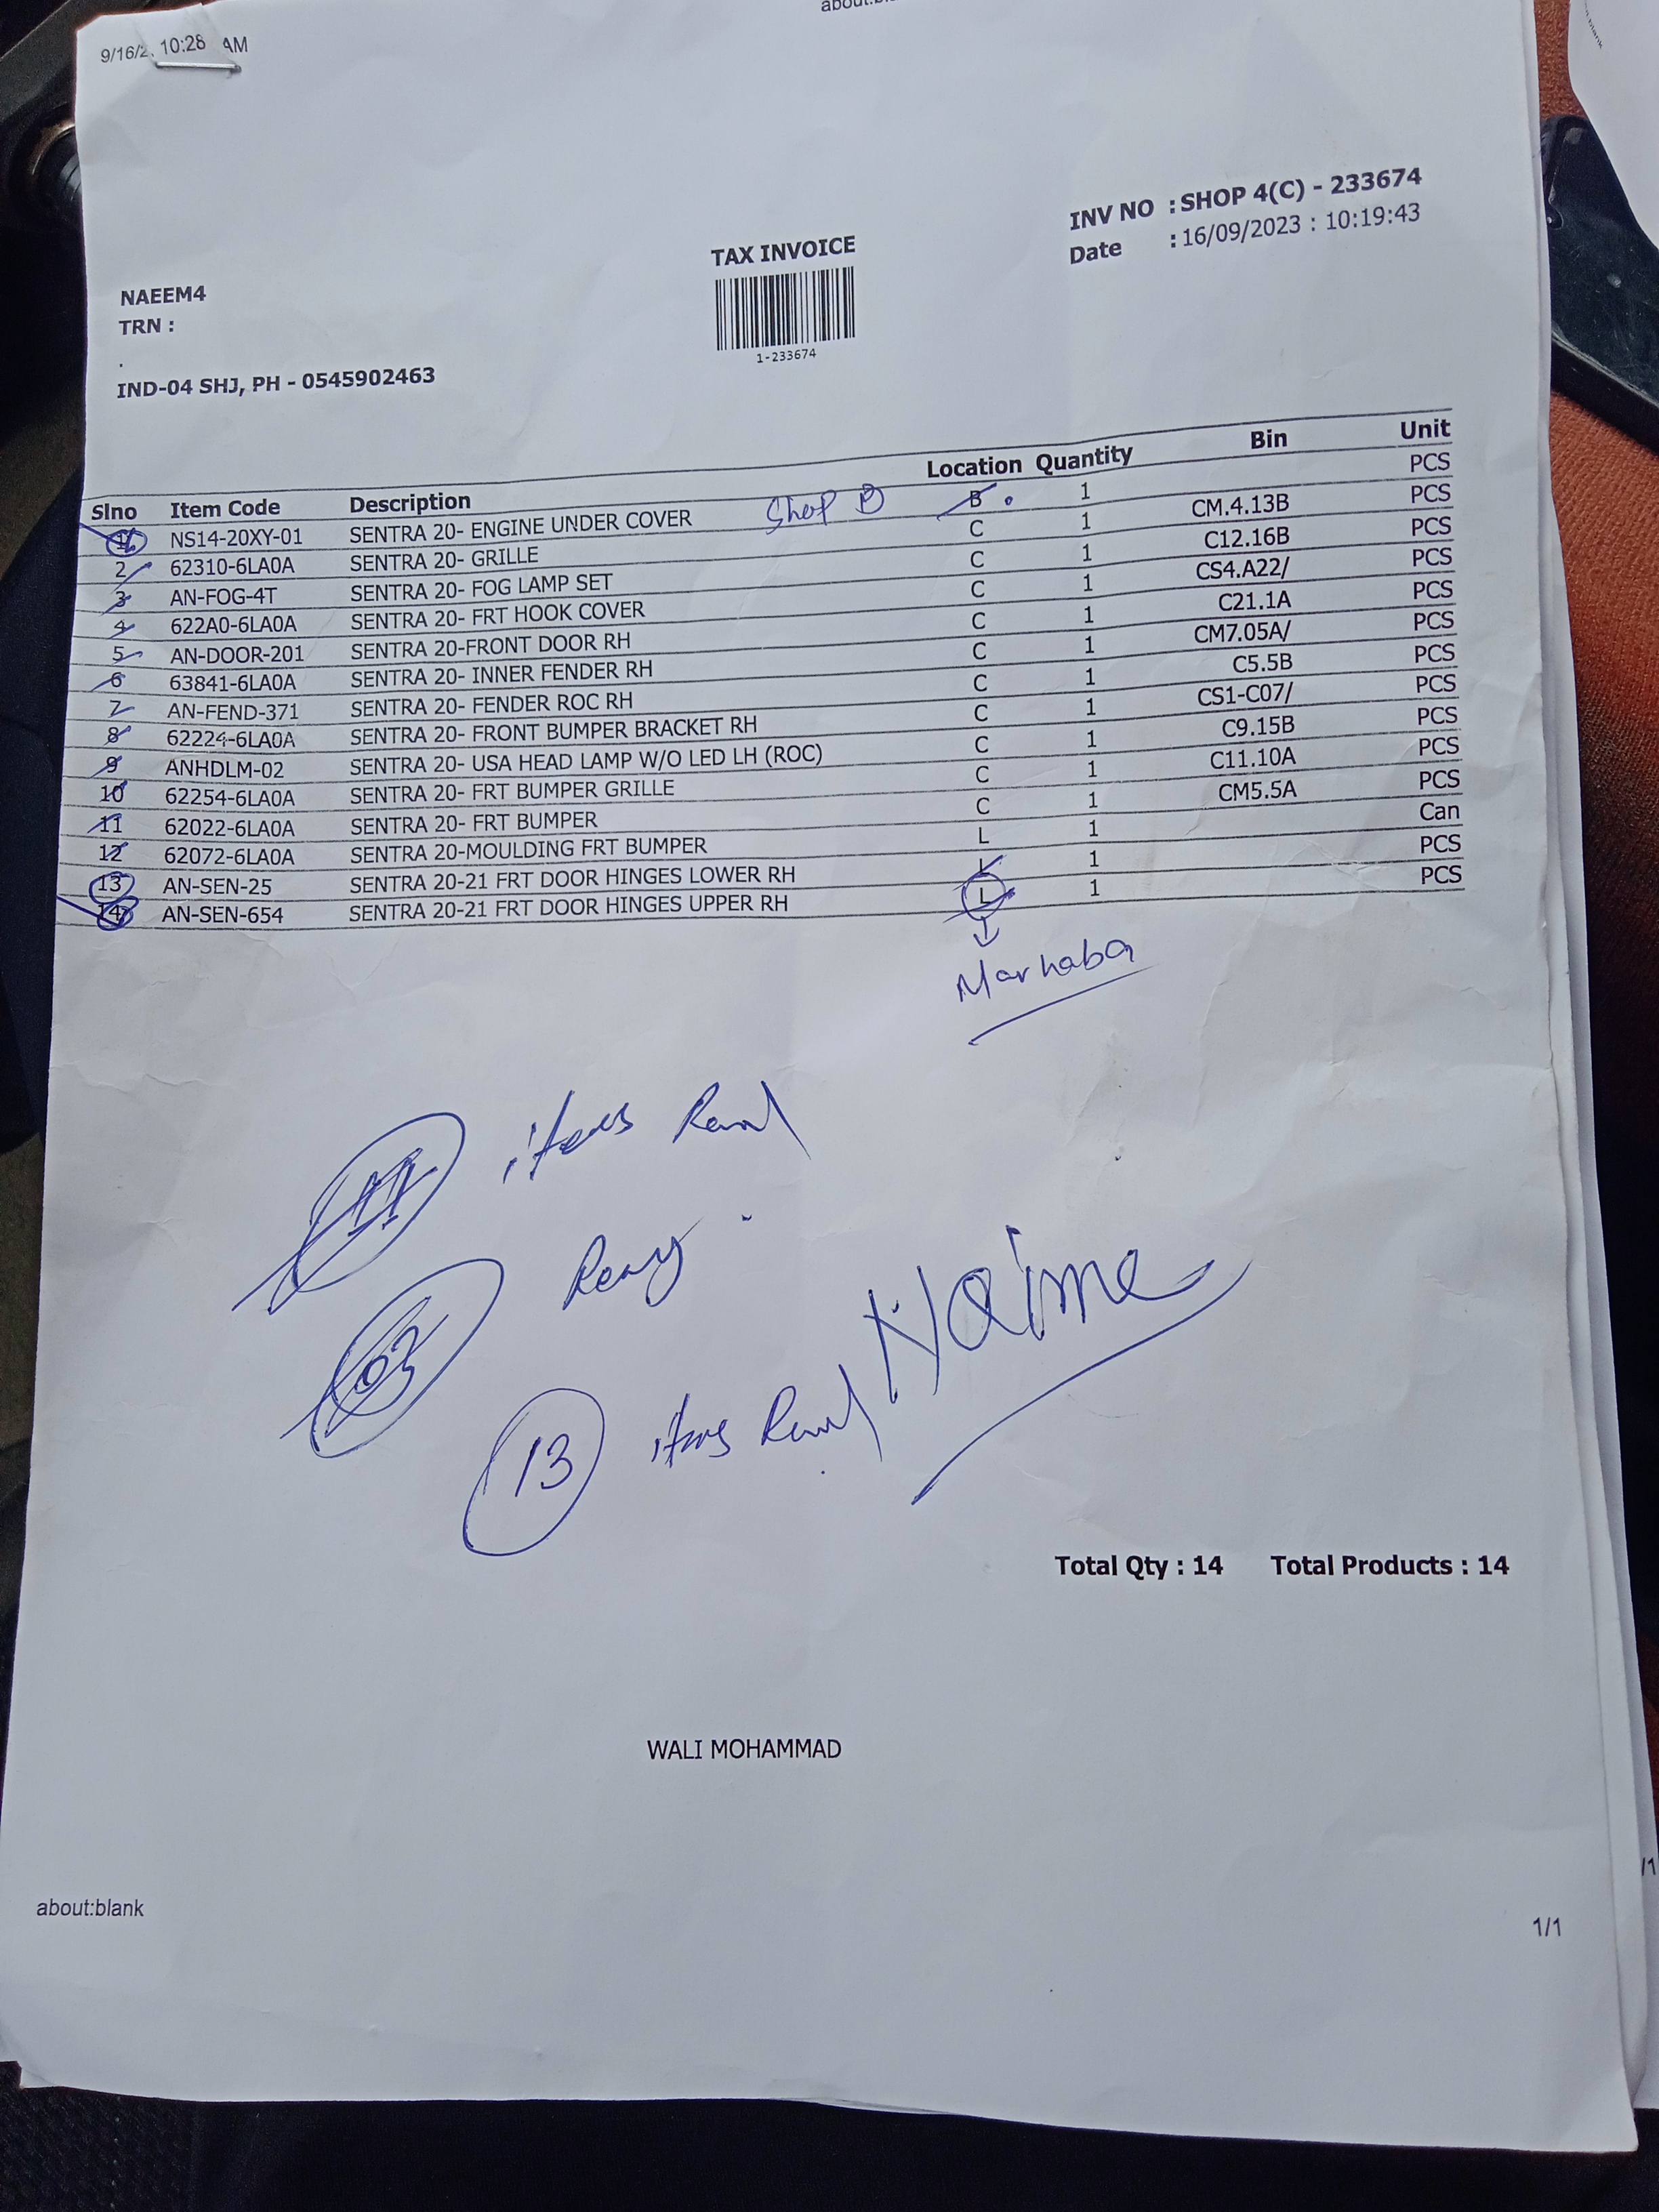 about:bl
9/16/2 10:28 AM
INV NO : SHOP 4(C) - 233674
Date : 16/09/2023 : 10:19:43
TAX INVOICE
1-233674
NAEEM4
TRN :
.
IND-04 SHJ, PH - 0545902463
Slno Item Code Description Location Quantity Bin Unit
1 NS14-20XY-01 SENTRA 20- ENGINE UNDER COVER Shop B B 1 PCS
2 62310-6LA0A SENTRA 20- GRILLE C 1 CM.4.13B PCS
3 AN-FOG-4T SENTRA 20- FOG LAMP SET C 1 C12.16B PCS
4 622A0-6LA0A SENTRA 20- FRT HOOK COVER C 1 CS4.A22/ PCS
5 AN-DOOR-201 SENTRA 20-FRONT DOOR RH C 1 C21.1A PCS
6 63841-6LA0A SENTRA 20- INNER FENDER RH C 1 CM7.05A/ PCS
7 AN-FEND-371 SENTRA 20- FENDER ROC RH C 1 C5.5B PCS
8 62224-6LA0A SENTRA 20- FRONT BUMPER BRACKET RH C 1 CS1-C07/ PCS
9 ANHDLM-02 SENTRA 20- USA HEAD LAMP W/O LED LH (ROC) C 1 C9.15B PCS
10 62254-6LA0A SENTRA 20- FRT BUMPER GRILLE C 1 C11.10A PCS
11 62022-6LA0A SENTRA 20- FRT BUMPER C 1 CM5.5A PCS
12 62072-6LA0A SENTRA 20-MOULDING FRT BUMPER L 1 Can
13 AN-SEN-25 SENTRA 20-21 FRT DOOR HINGES LOWER RH L 1 PCS
14 AN-SEN-654 SENTRA 20-21 FRT DOOR HINGES UPPER RH L 1 PCS
Marhaba
11 items
03
Naime
13 items
Total Qty : 14 Total Products : 14
WALI MOHAMMAD
about:blank
1/1